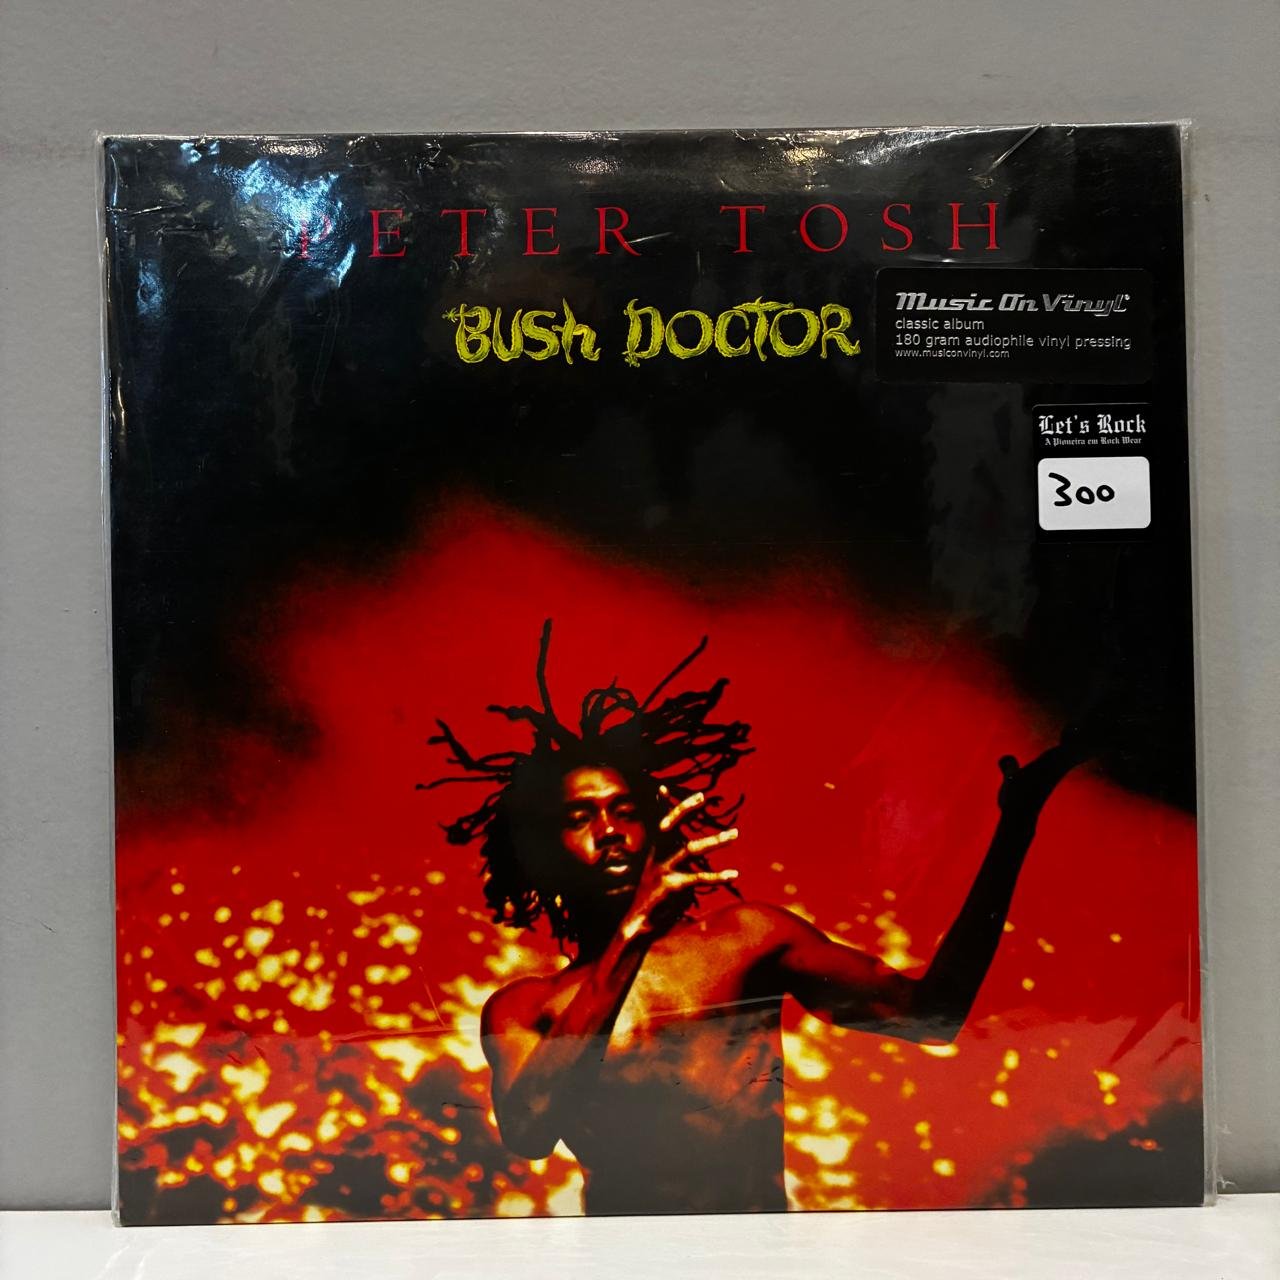 PETER TOSH
BUSh DOCTOR
Music On Vinyl
classic album
180 gram audiophile vinyl pressing
www.musiconvinyl.com
Let's Rock
A Pioneira em Rock Wear
300